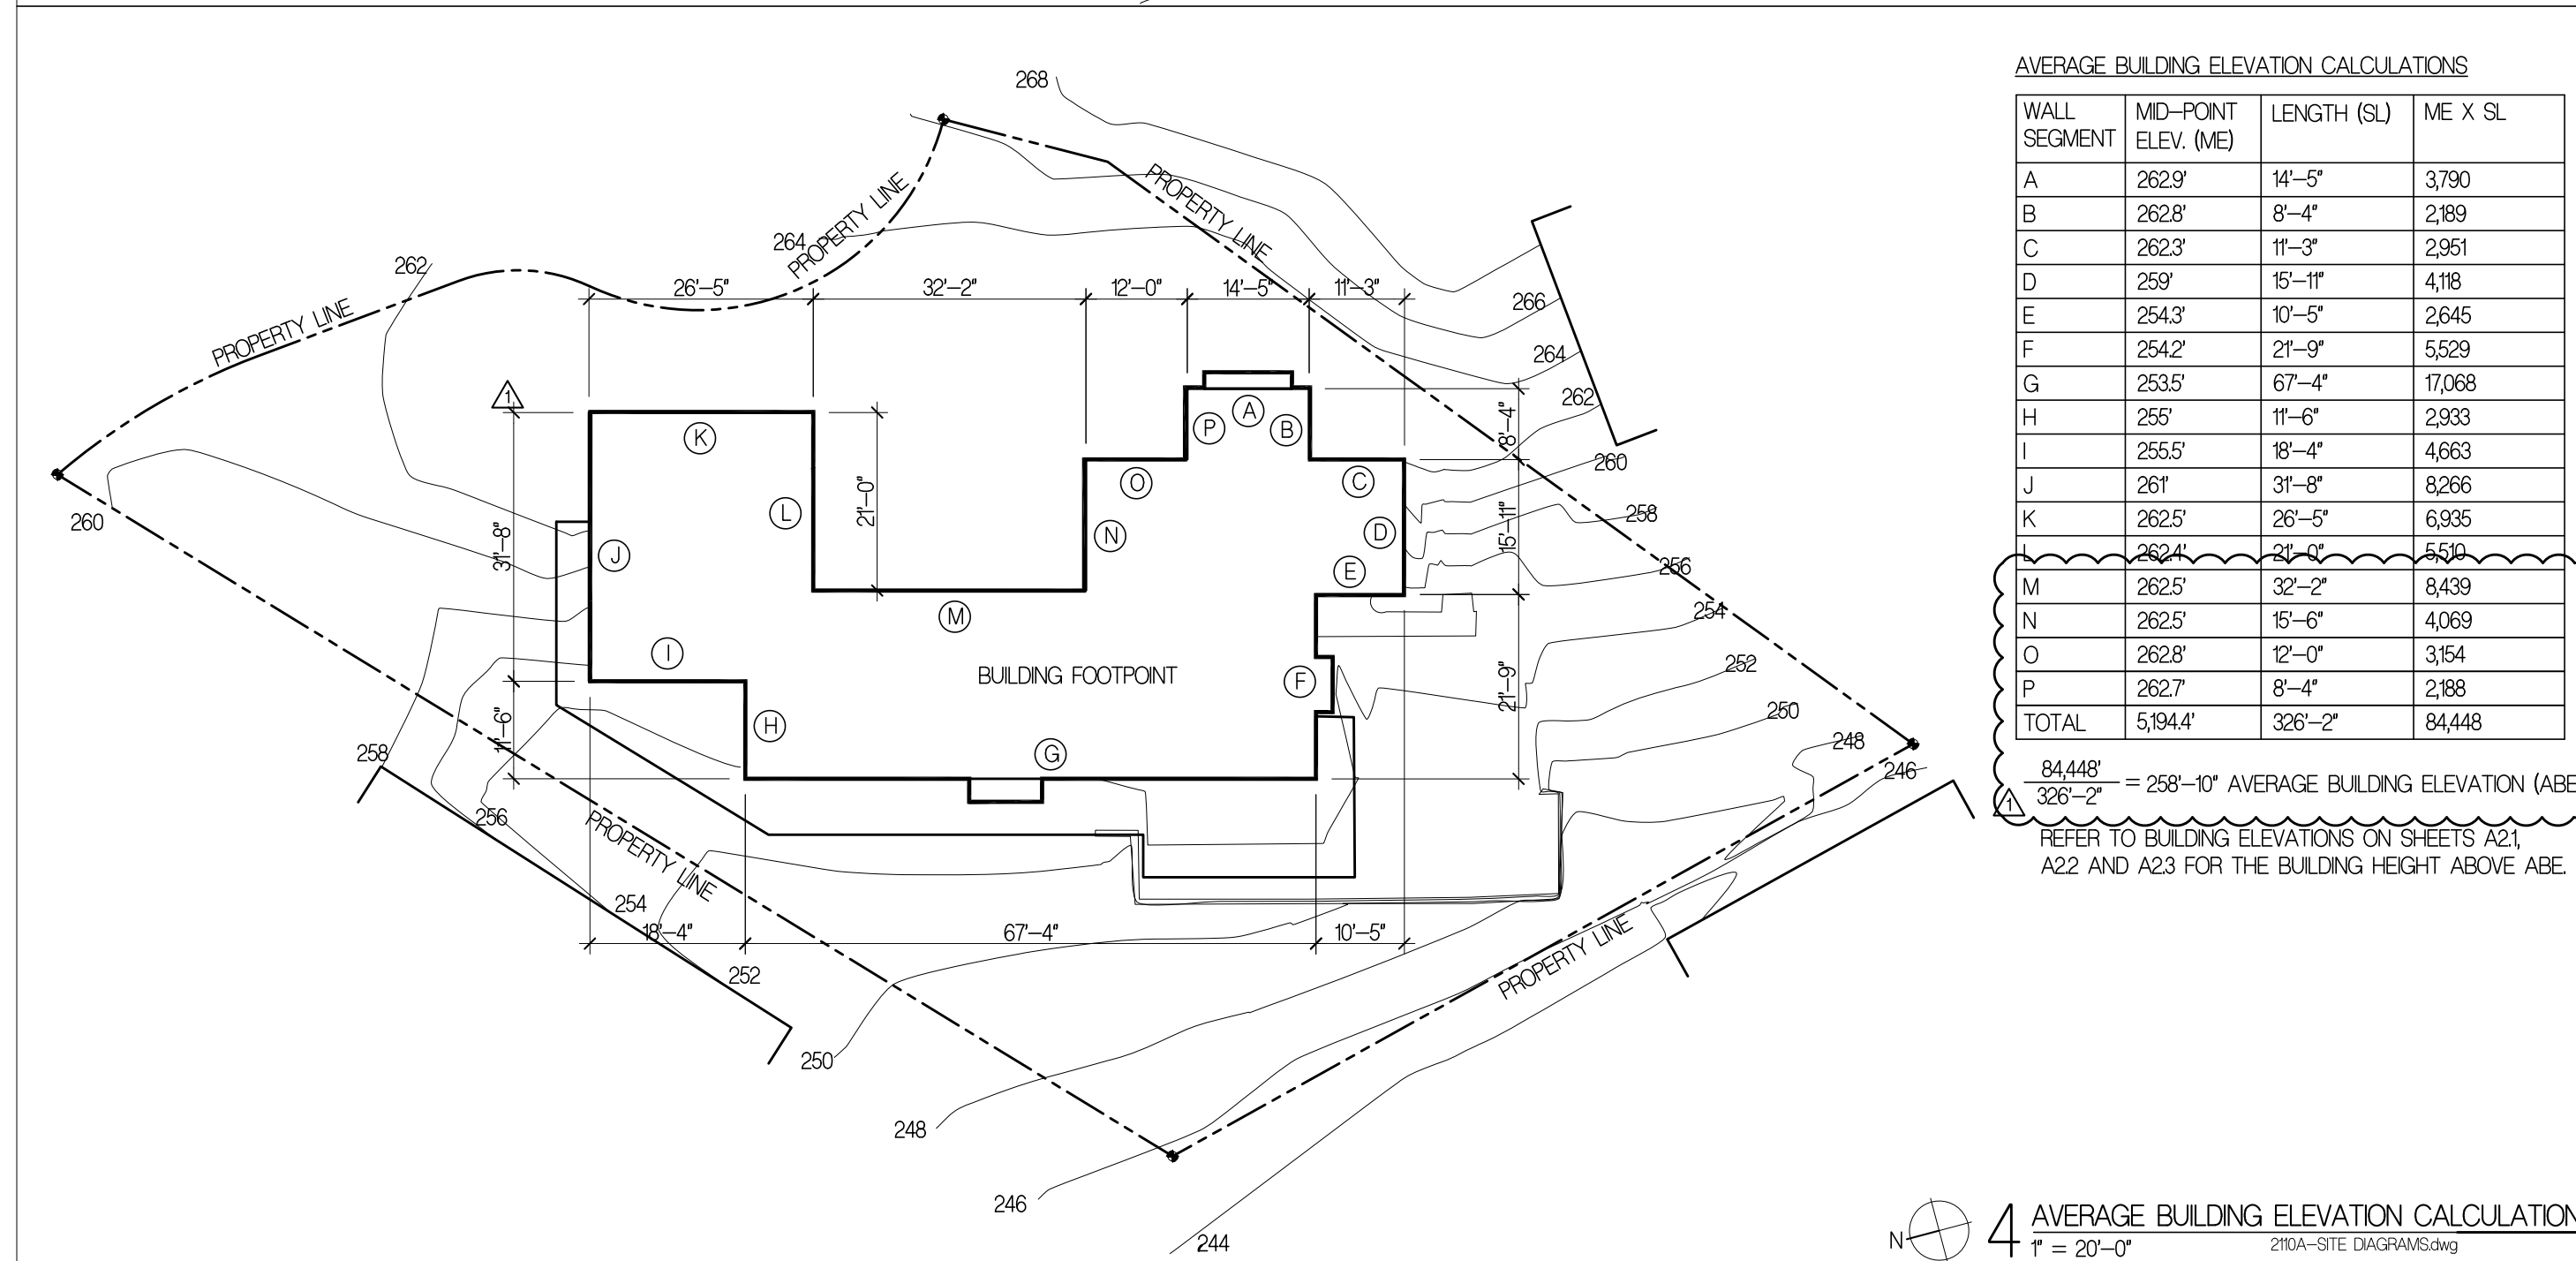 268
264
262
PROPERTY LINE
PROPERTY LINE
PROPERTY LINE
26'–5" 32'–2" 12'–0" 14'–5" 11'–3"
266
264
262
260
258
256
254
252
250
248
246
1
260
K
P
A
B
O
C
L
21'–0"
N
D
J
E
31'–8"
8'–4"
15'–11"
21'–9"
M
I
BUILDING FOOTPOINT
F
H
G
11'–6"
258
256
254
252
PROPERTY LINE
18'–4" 67'–4" 10'–5"
PROPERTY LINE
250
248
246
244
AVERAGE BUILDING ELEVATION CALCULATIONS
WALL SEGMENT MID–POINT ELEV. (ME) LENGTH (SL) ME X SL
A 262.9' 14'–5" 3,790
B 262.8' 8'–4" 2,189
C 262.3' 11'–3" 2,951
D 259' 15'–11" 4,118
E 254.3' 10'–5" 2,645
F 254.2' 21'–9" 5,529
G 253.5' 67'–4" 17,068
H 255' 11'–6" 2,933
I 255.5' 18'–4" 4,663
J 261' 31'–8" 8,266
K 262.5' 26'–5" 6,935
L 262.4' 21'–0" 5,510
M 262.5' 32'–2" 8,439
N 262.5' 15'–6" 4,069
O 262.8' 12'–0" 3,154
P 262.7' 8'–4" 2,188
TOTAL 5,194.4' 326'–2" 84,448
84,448'
326'–2"
= 258'–10" AVERAGE BUILDING ELEVATION (ABE
1
REFER TO BUILDING ELEVATIONS ON SHEETS A2.1,
A2.2 AND A2.3 FOR THE BUILDING HEIGHT ABOVE ABE.
N
4 AVERAGE BUILDING ELEVATION CALCULATION
1" = 20'–0"
2110A–SITE DIAGRAMS.dwg